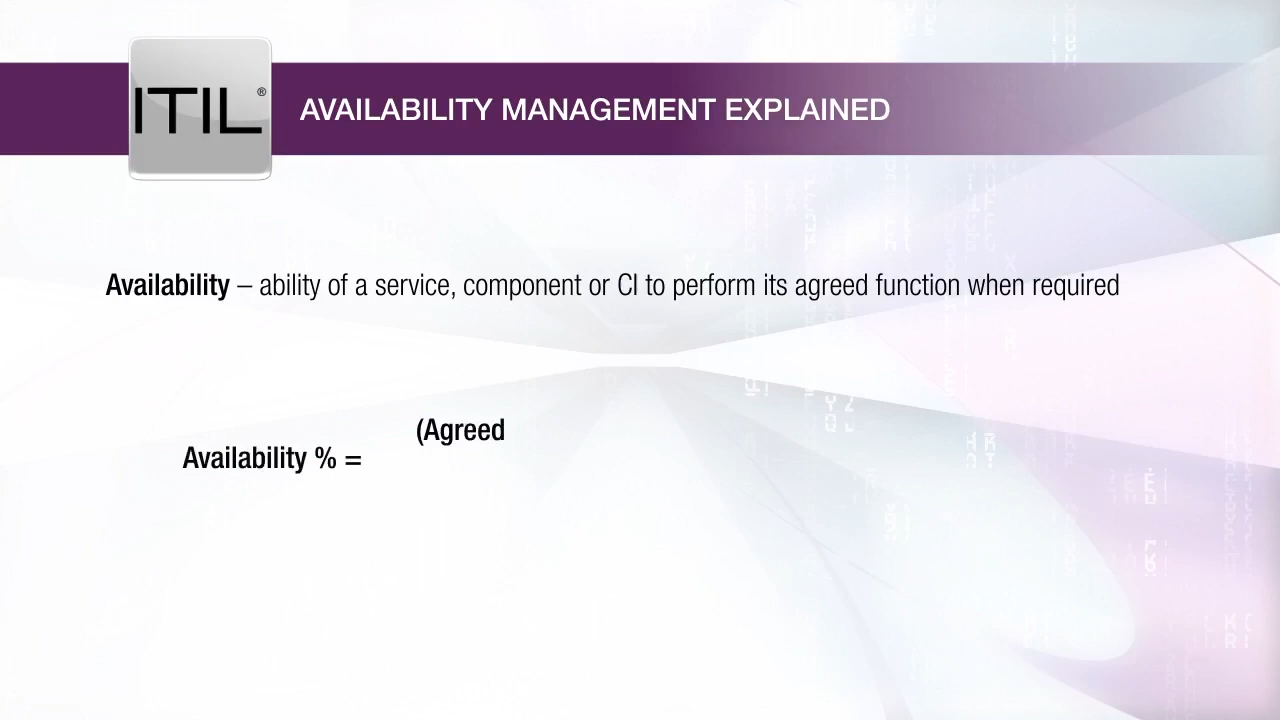 ITIL®
AVAILABILITY MANAGEMENT EXPLAINED
Availability – ability of a service, component or CI to perform its agreed function when required
(Agreed
Availability % =